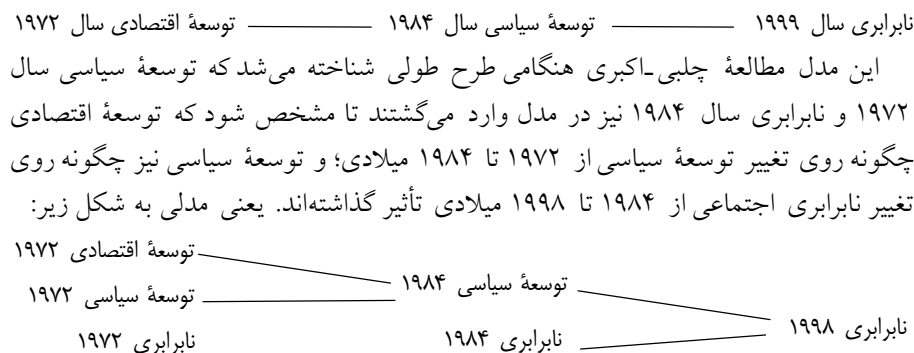 نابرابری سال ۱۹۹۹ توسعهٔ سیاسی سال ۱۹۸۴ توسعهٔ اقتصادی سال ۱۹۷۲
این مدل مطالعهٔ چلبی-اکبری هنگامی طرح طولی شناخته می‌شد که توسعهٔ سیاسی سال
۱۹۷۲ و نابرابری سال ۱۹۸۴ نیز در مدل وارد می‌گشتند تا مشخص شود که توسعهٔ اقتصادی
چگونه روی تغییر توسعهٔ سیاسی از ۱۹۷۲ تا ۱۹۸۴ میلادی؛ و توسعهٔ سیاسی نیز چگونه روی
تغییر نابرابری اجتماعی از ۱۹۸۴ تا ۱۹۹۸ میلادی تأثیر گذاشته‌اند. یعنی مدلی به شکل زیر:
توسعهٔ اقتصادی ۱۹۷۲
توسعهٔ سیاسی ۱۹۸۴
توسعهٔ سیاسی ۱۹۷۲
نابرابری ۱۹۹۸
نابرابری ۱۹۸۴
نابرابری ۱۹۷۲